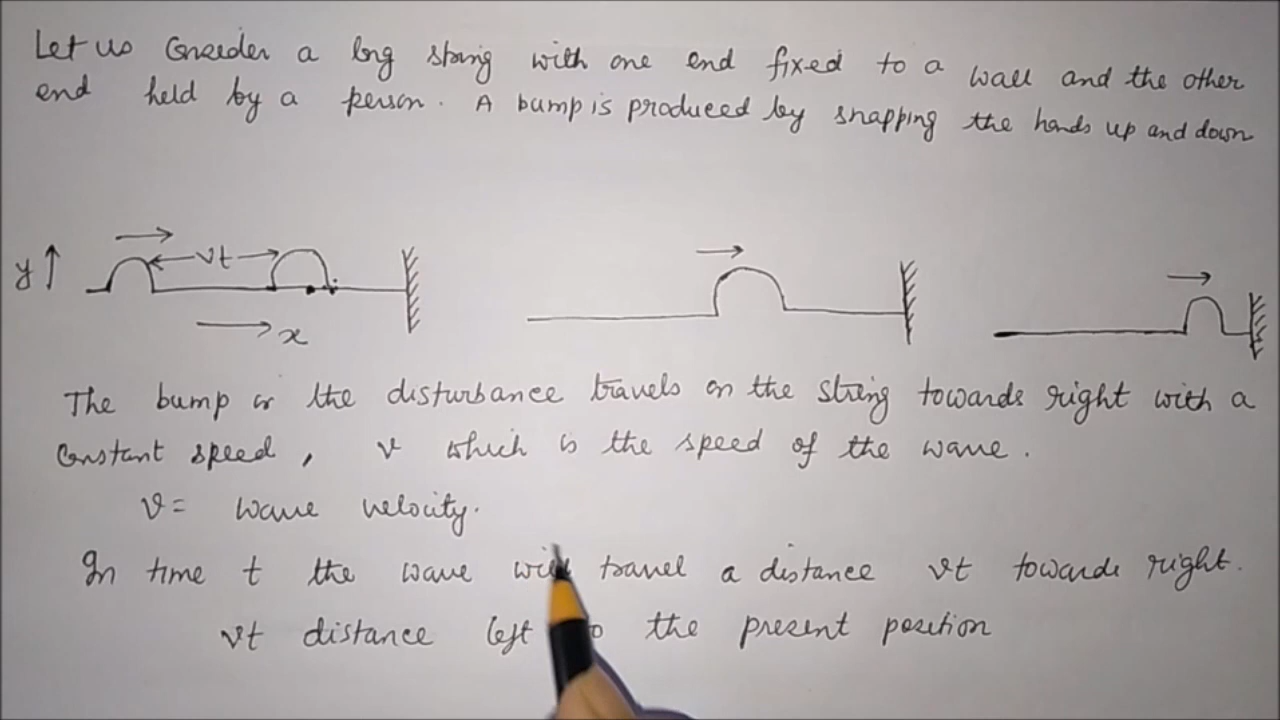 Let us Consider a long string with one end fixed to a wall and the other
end held by a person. A bump is produced by snapping the hands up and down
y vt
x
The bump or the disturbance travels on the string towards right with a
constant speed, v which is the speed of the wave.
v = wave velocity.
In time t the wave will travel a distance vt towards right.
vt distance left to the present position